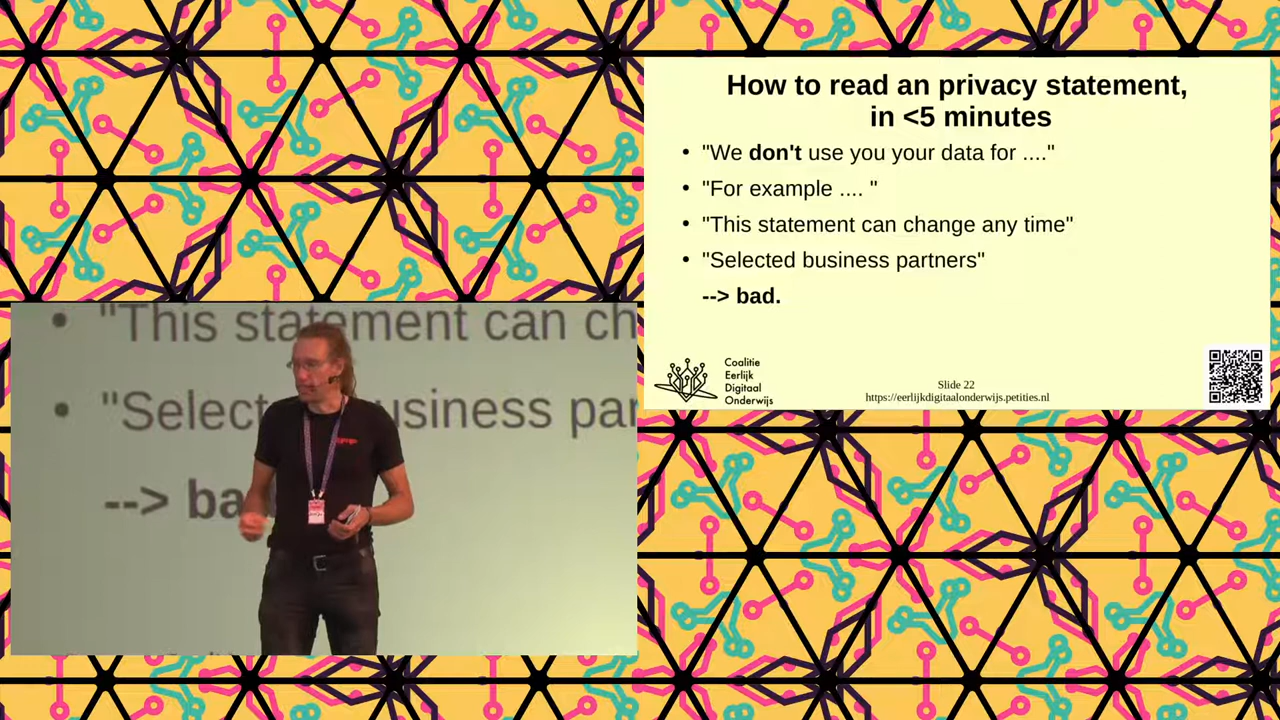 How to read an privacy statement,
in <5 minutes
• "We don't use you your data for ...."
• "For example .... "
• "This statement can change any time"
• "Selected business partners"
--> bad.
Coalitie
Eerlijk
Digitaal
Onderwijs
Slide 22
https://eerlijkdigitaalonderwijs.petities.nl
• "This statement can ch
• "Select usiness par
--> ba